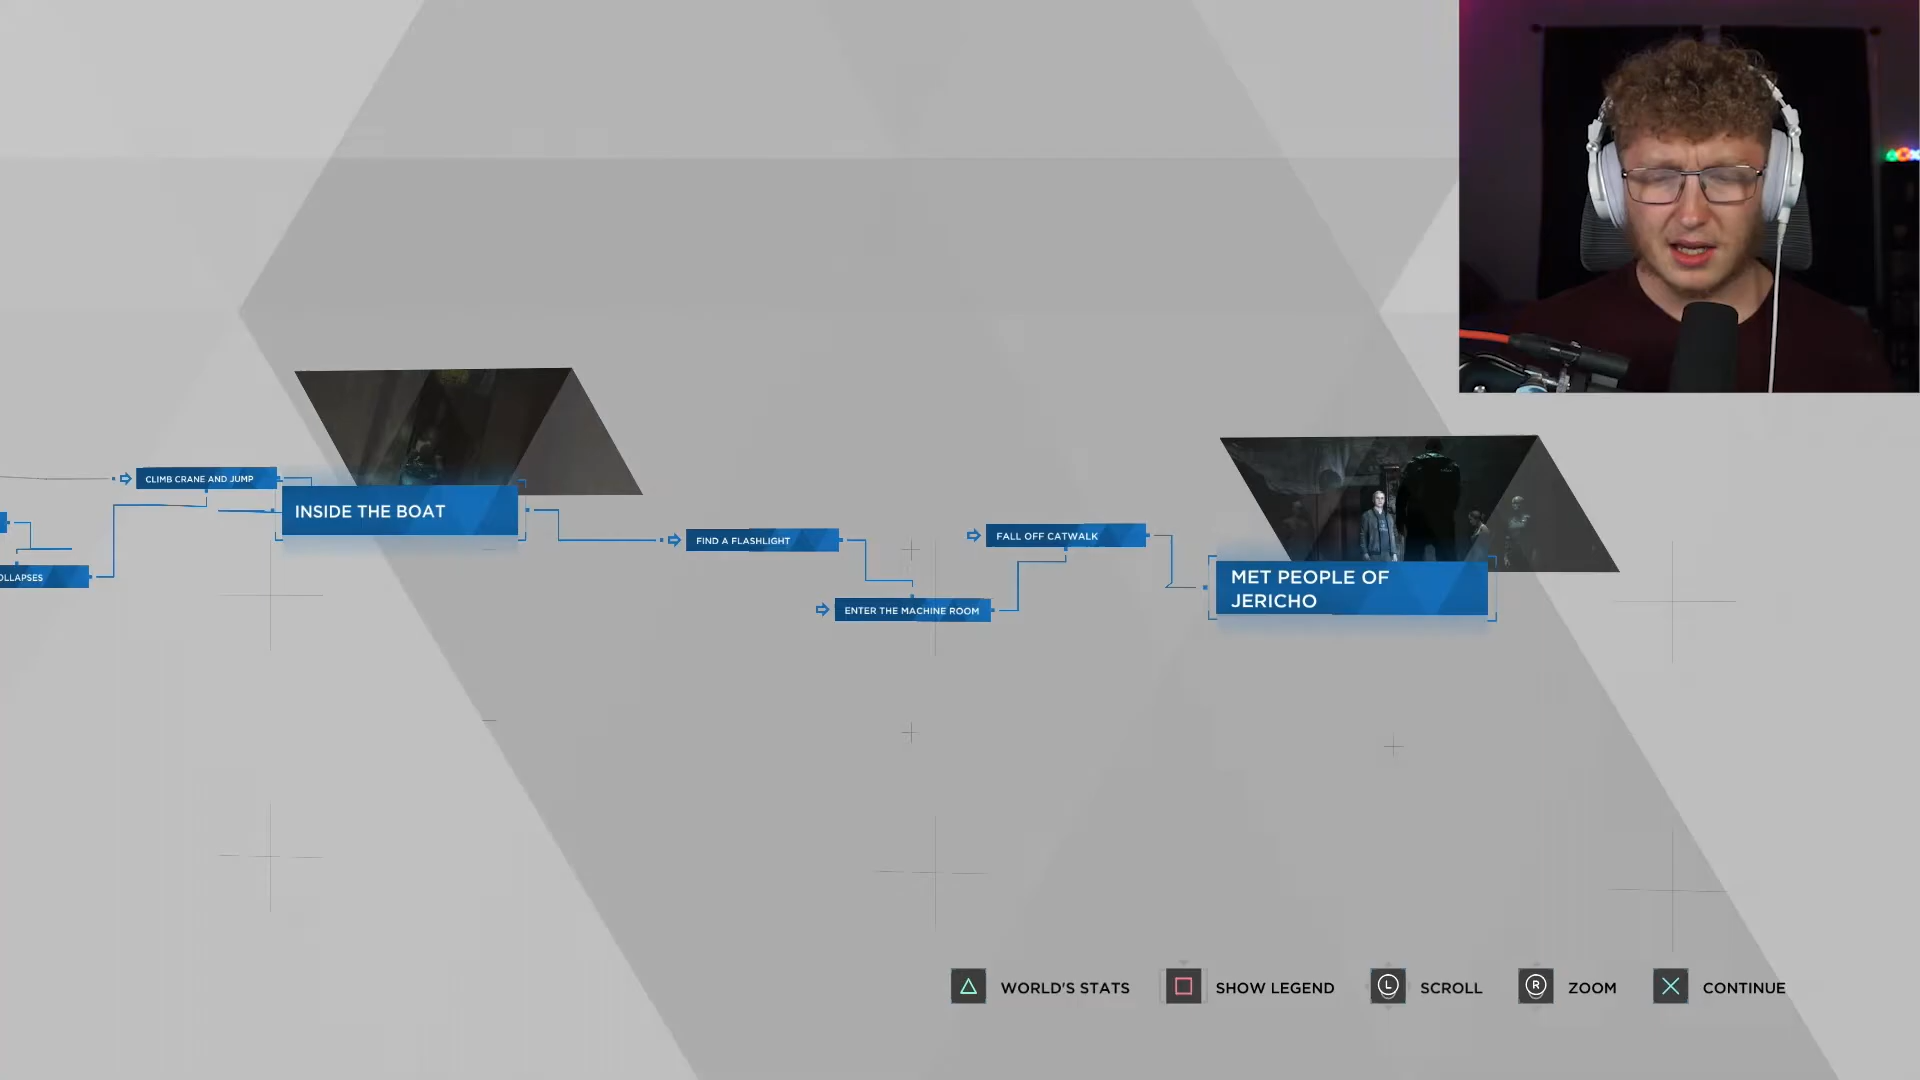 CLIMB CRANE AND JUMP
INSIDE THE BOAT
OLLAPSES
FIND A FLASHLIGHT
ENTER THE MACHINE ROOM
FALL OFF CATWALK
MET PEOPLE OF
JERICHO
WORLD'S STATS
SHOW LEGEND
L
SCROLL
R
ZOOM
CONTINUE